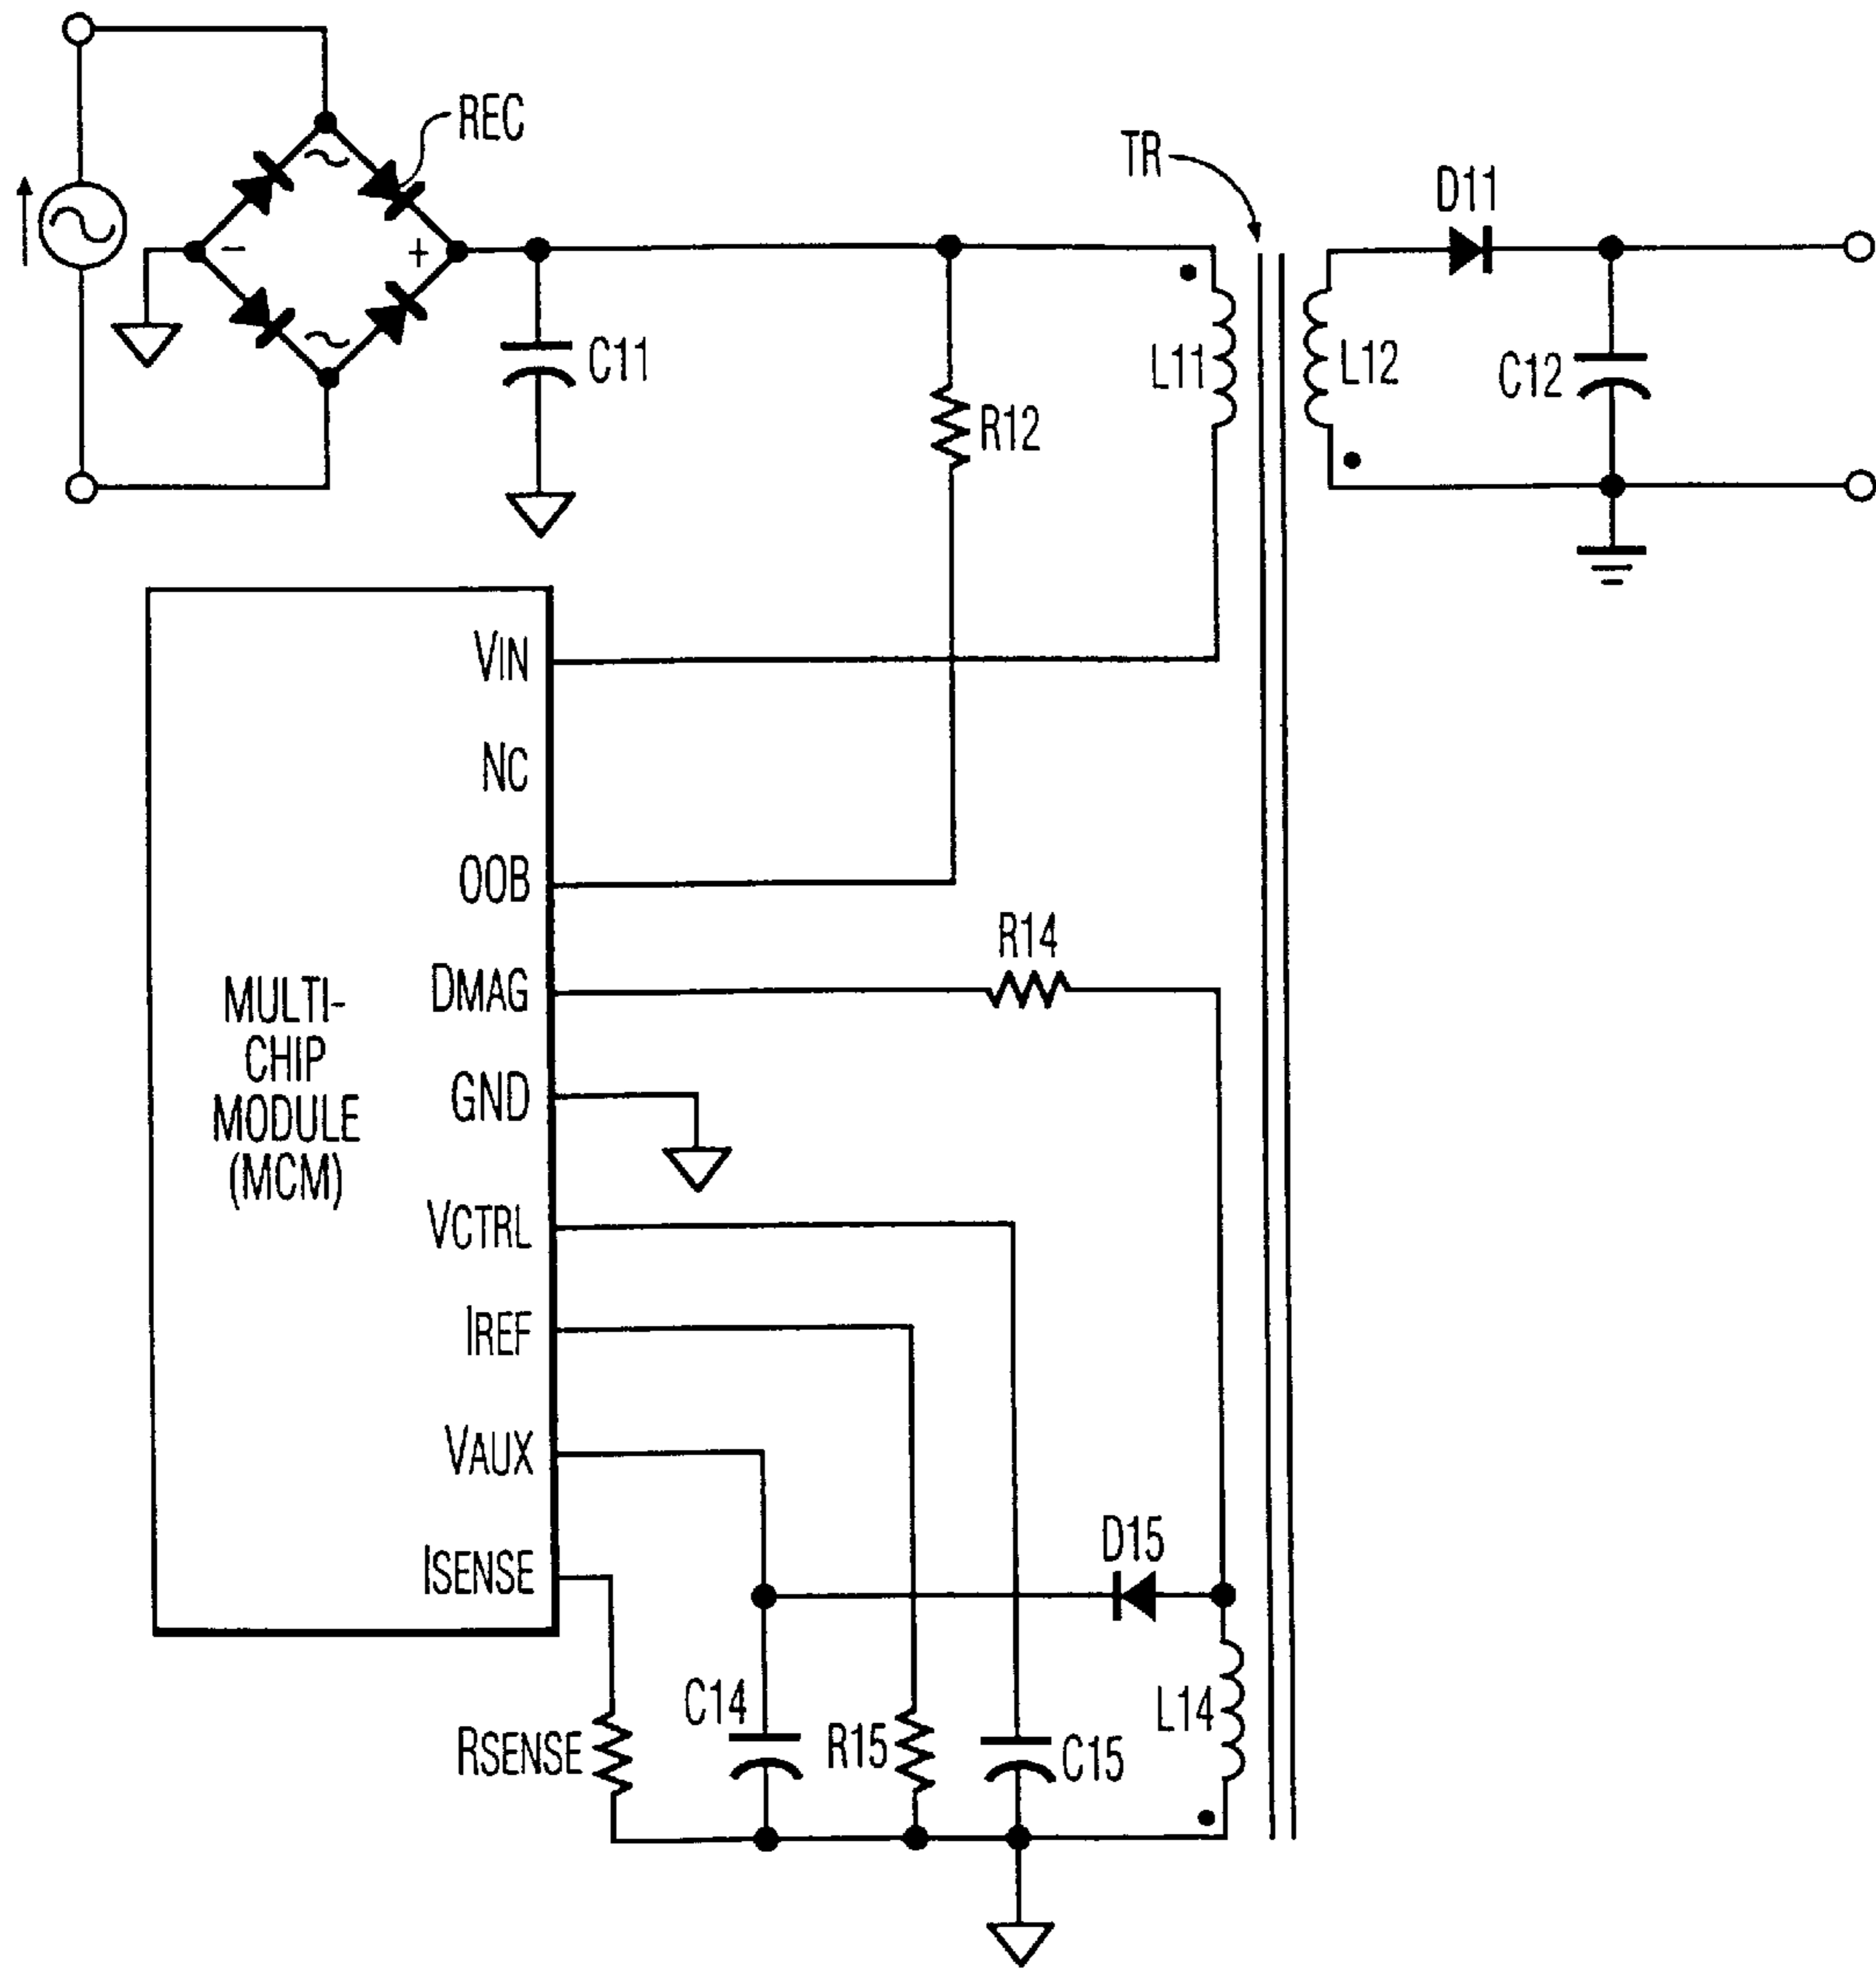 REC
TR
D11
−
+
C11
R12
L11
L12
C12
VIN
NC
OOB
R14
DMAG
MULTI-
CHIP
MODULE
(MCM)
GND
VCTRL
IREF
VAUX
D15
ISENSE
C14
L14
RSENSE
R15
C15